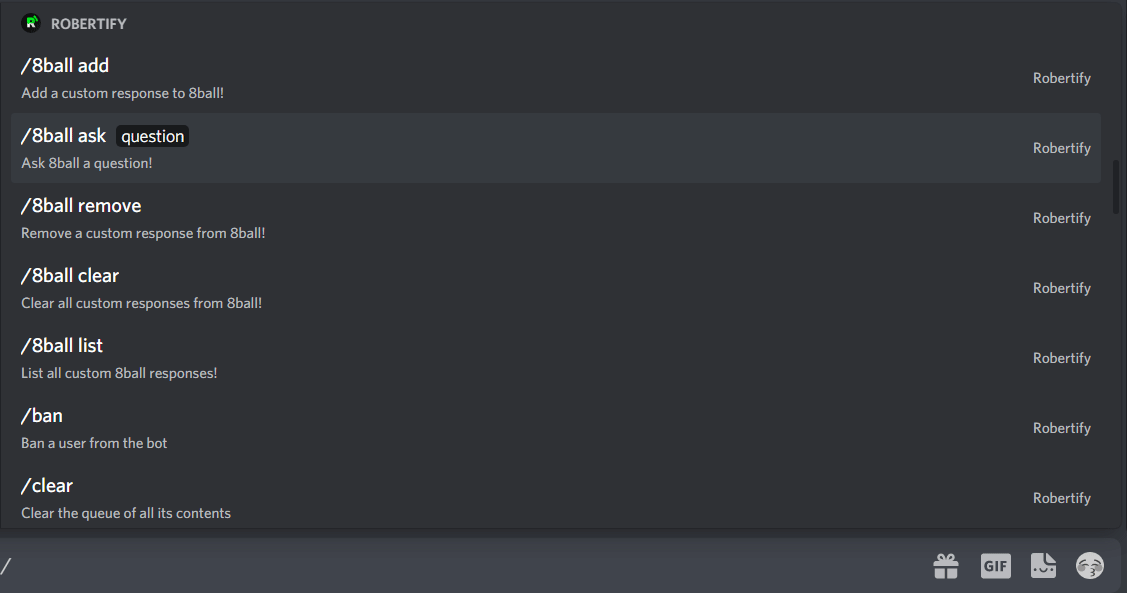 ROBERTIFY
/8ball add
Add a custom response to 8ball!
Robertify
/8ball ask question
Ask 8ball a question!
Robertify
/8ball remove
Remove a custom response from 8ball!
Robertify
/8ball clear
Clear all custom responses from 8ball!
Robertify
/8ball list
List all custom 8ball responses!
Robertify
/ban
Ban a user from the bot
Robertify
/clear
Clear the queue of all its contents
Robertify
/
GIF